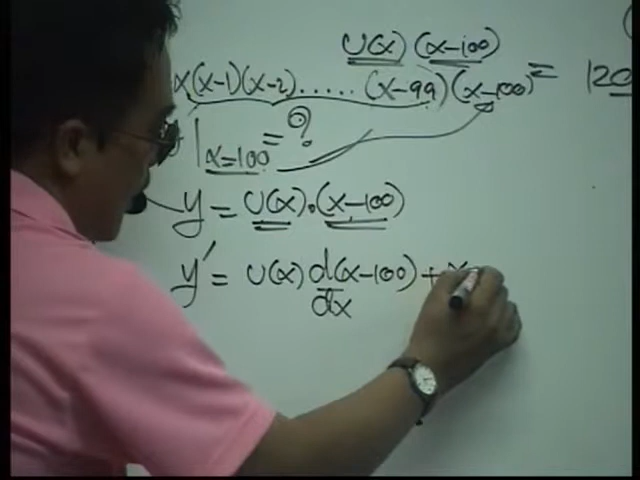 U(x) (x-100)
x(x-1)(x-2)..... (x-99)(x-100) = 120
|x=100 = ?
y = U(x).(x-100)
y' = U(x) d(x-100) + x
dx